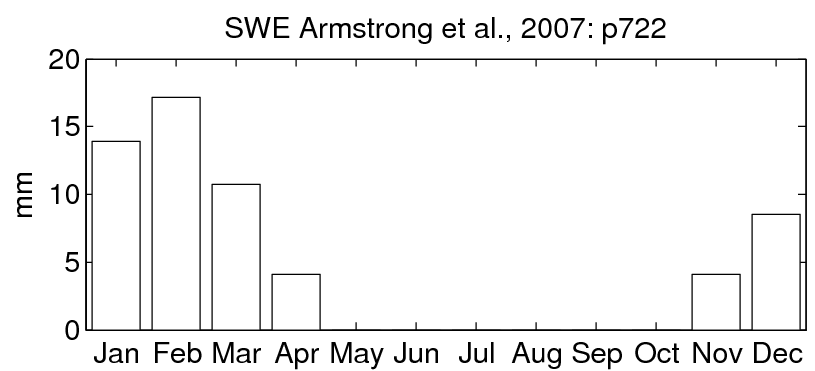 SWE Armstrong et al., 2007: p722
20
15
10
5
0
mm
Jan Feb Mar Apr May Jun Jul Aug Sep Oct Nov Dec